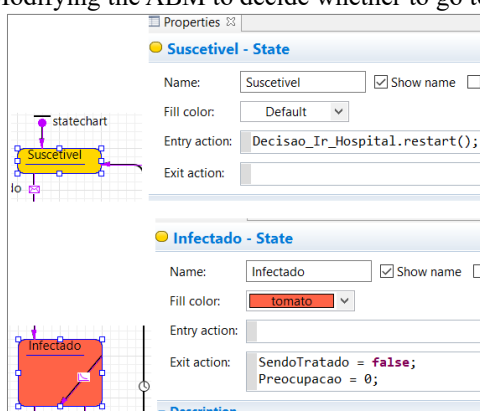 Modifying the ABM to decide whether to go to
Properties
Suscetivel - State
Name: Suscetivel Show name
Fill color: Default
statechart
Entry action: Decisao_Ir_Hospital.restart();
Suscetivel
Exit action:
do
Infectado - State
Name: Infectado Show name
Fill color: tomato
Entry action:
Infectado
Exit action: SendoTratado = false;
Preocupacao = 0;
Description